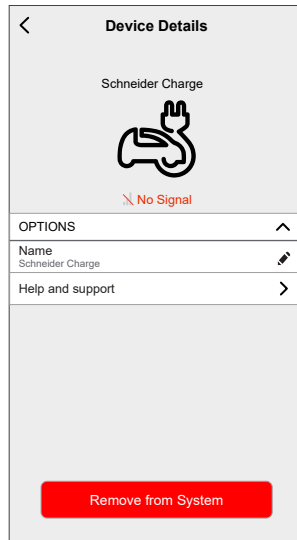 Device Details
Schneider Charge
No Signal
OPTIONS
Name
Schneider Charge
Help and support
Remove from System